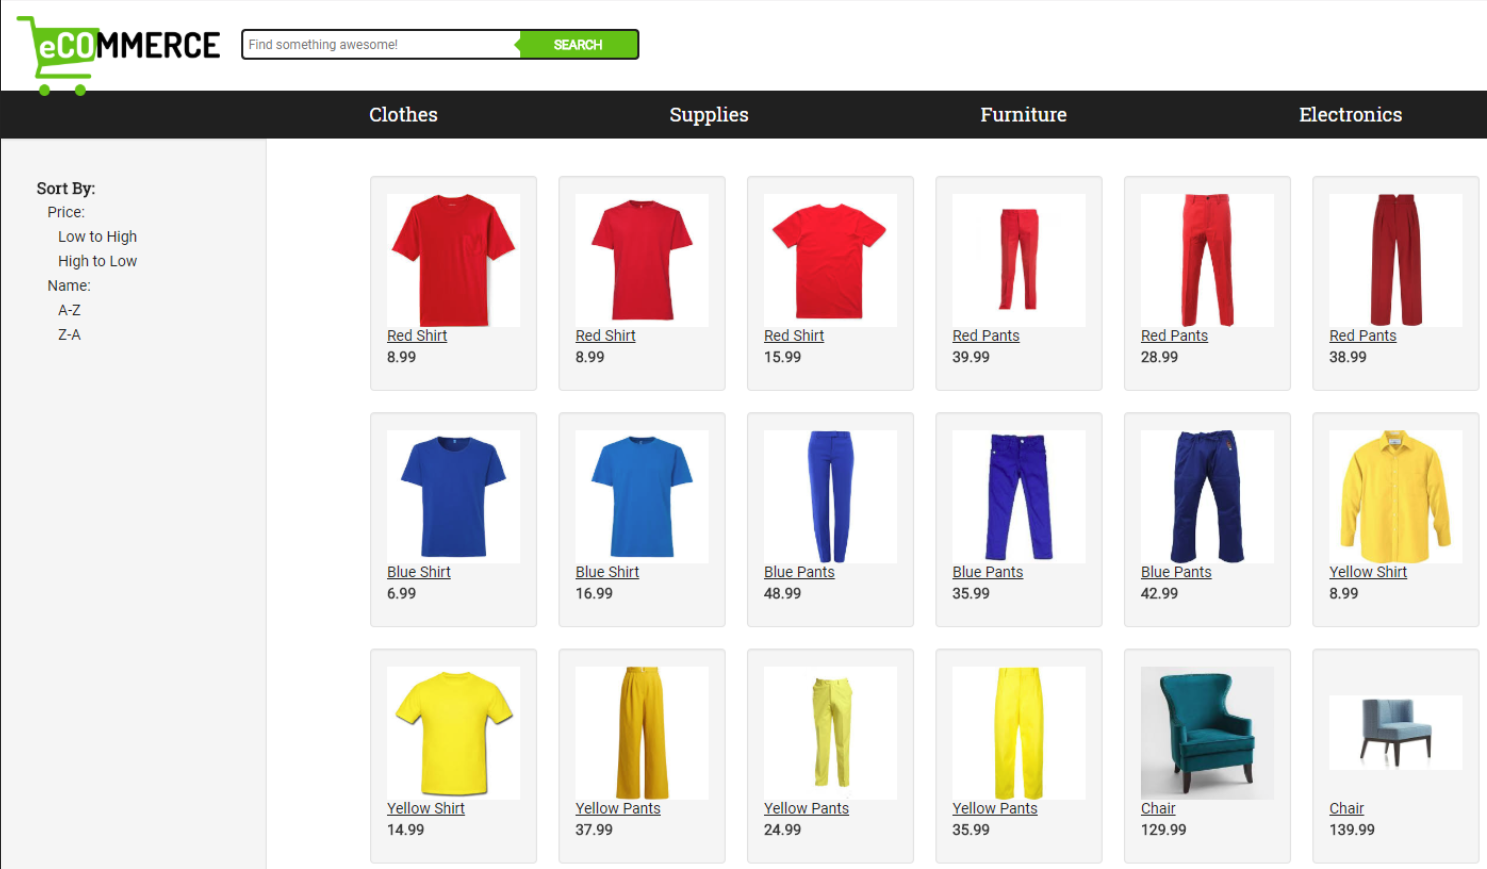 eCOMMERCE
Find something awesome!
SEARCH
Clothes
Supplies
Furniture
Electronics
Sort By:
Price:
Low to High
High to Low
Name:
A-Z
Z-A
Red Shirt
8.99
Red Shirt
8.99
Red Shirt
15.99
Red Pants
39.99
Red Pants
28.99
Red Pants
38.99
Blue Shirt
6.99
Blue Shirt
16.99
Blue Pants
48.99
Blue Pants
35.99
Blue Pants
42.99
Yellow Shirt
8.99
Yellow Shirt
14.99
Yellow Pants
37.99
Yellow Pants
24.99
Yellow Pants
35.99
Chair
129.99
Chair
139.99